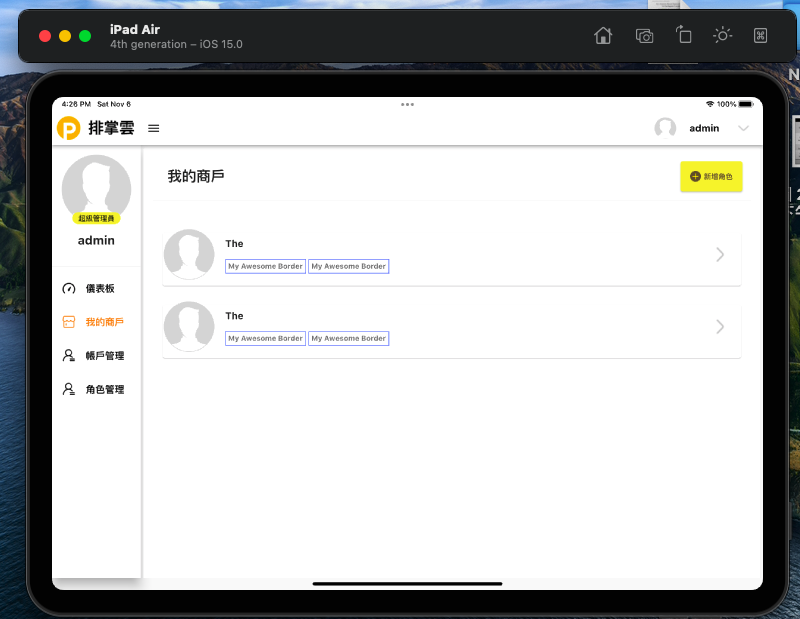 iPad Air
4th generation – iOS 15.0
4:26 PM Sat Nov 6
100%
排掌雲
admin
超級管理員
admin
儀表板
我的商戶
帳戶管理
角色管理
我的商戶
新增角色
The
My Awesome Border My Awesome Border
The
My Awesome Border My Awesome Border